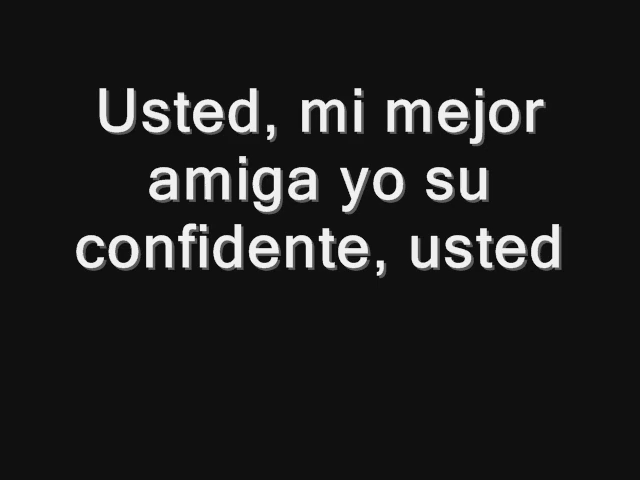 Usted, mi mejor
amiga yo su
confidente, usted